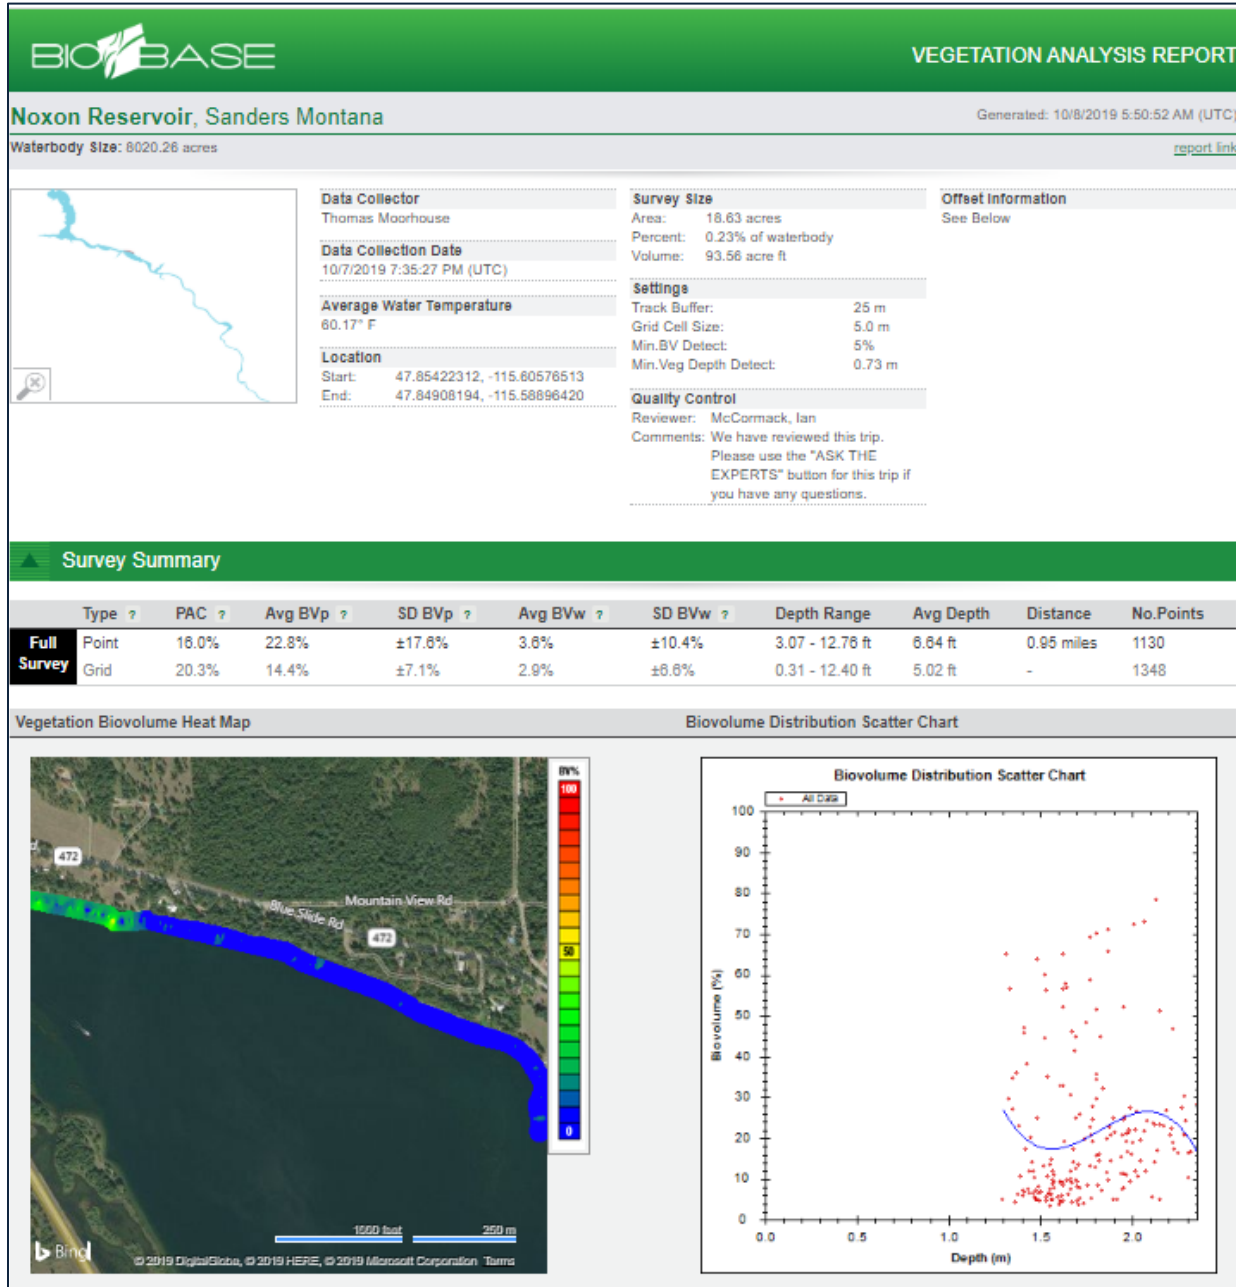 BIOBASE
VEGETATION ANALYSIS REPORT
Noxon Reservoir, Sanders Montana
Generated: 10/8/2019 5:50:52 AM (UTC)
Waterbody Size: 8020.26 acres
report link
Data Collector
Thomas Moorhouse
Data Collection Date
10/7/2019 7:35:27 PM (UTC)
Average Water Temperature
60.17° F
Location
Start: 47.85422312, -115.60576513
End: 47.84908194, -115.58896420
Survey Size
Area: 18.63 acres
Percent: 0.23% of waterbody
Volume: 93.56 acre ft
Settings
Track Buffer: 25 m
Grid Cell Size: 5.0 m
Min.BV Detect: 5%
Min.Veg Depth Detect: 0.73 m
Quality Control
Reviewer: McCormack, Ian
Comments: We have reviewed this trip.
Please use the "ASK THE
EXPERTS" button for this trip if
you have any questions.
Offset Information
See Below
Survey Summary
Type ? PAC ? Avg BVp ? SD BVp ? Avg BVw ? SD BVw ? Depth Range Avg Depth Distance No.Points
Full Survey
Point 16.0% 22.8% ±17.6% 3.6% ±10.4% 3.07 - 12.76 ft 6.64 ft 0.95 miles 1130
Grid 20.3% 14.4% ±7.1% 2.9% ±6.6% 0.31 - 12.40 ft 5.02 ft - 1348
Vegetation Biovolume Heat Map
d.
472
Blue Slide Rd
Mountain View Rd
472
1000 feet 250 m
Bing
© 2019 DigitalGlobe, © 2019 HERE, © 2019 Microsoft Corporation Terms
BV%
100
50
0
Biovolume Distribution Scatter Chart
Biovolume Distribution Scatter Chart
All Data
100
90
80
70
60
50
40
30
20
10
0
Biovolume (%)
0.0 0.5 1.0 1.5 2.0
Depth (m)